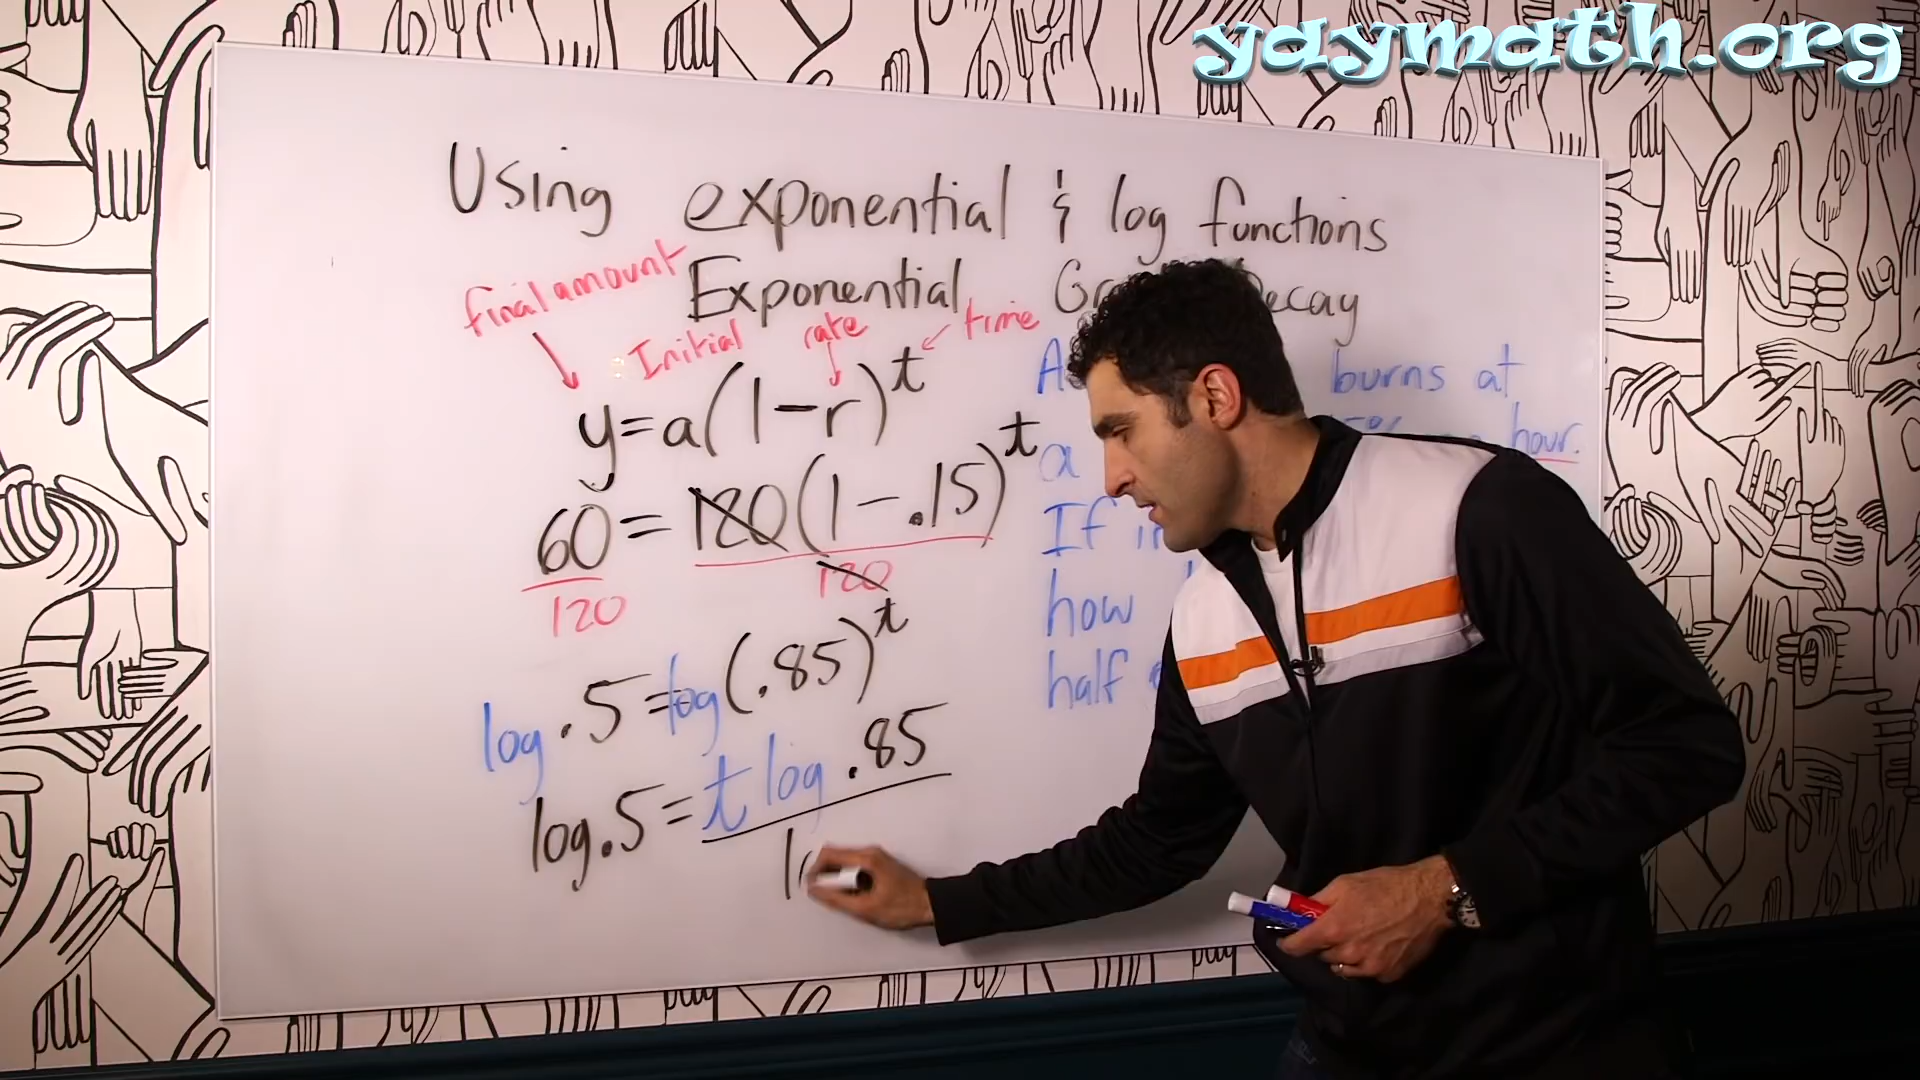 yaymath.org
Using exponential & log functions
Exponential Decay
final amount
Initial rate time
y=a(1-r)^t
60 = 120(1-.15)^t
120 120
log .5 = log(.85)^t
log .5 = t log .85
burns at
a hour.
If
how
half